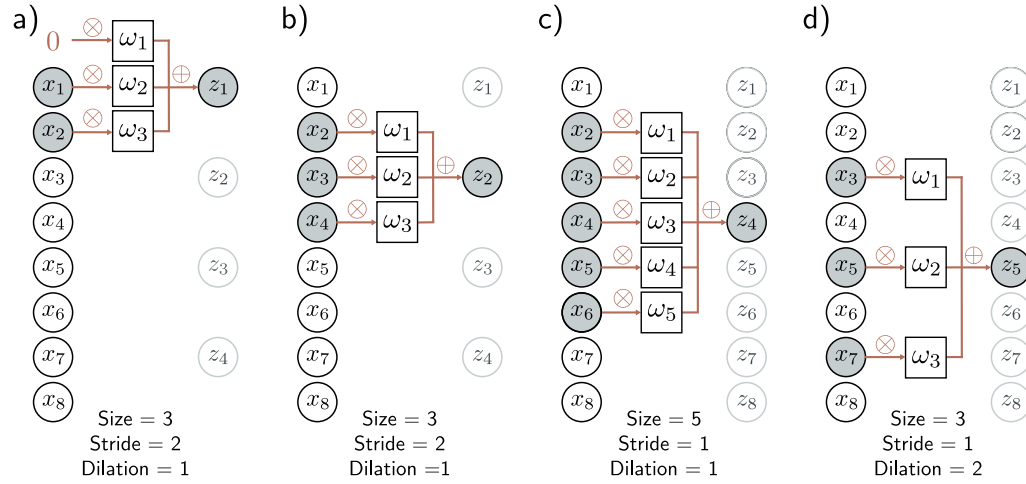 a)
0 ⊗ ω₁
x₁ ⊗ ω₂ ⊕ z₁
x₂ ⊗ ω₃
x₃ z₂
x₄
x₅ z₃
x₆
x₇ z₄
x₈
Size = 3
Stride = 2
Dilation = 1
b)
x₁ z₁
x₂ ⊗ ω₁
x₃ ⊗ ω₂ ⊕ z₂
x₄ ⊗ ω₃
x₅ z₃
x₆
x₇ z₄
x₈
Size = 3
Stride = 2
Dilation =1
c)
x₁ z₁
x₂ ⊗ ω₁ z₂
x₃ ⊗ ω₂ z₃
x₄ ⊗ ω₃ ⊕ z₄
x₅ ⊗ ω₄ z₅
x₆ ⊗ ω₅ z₆
x₇ z₇
x₈ z₈
Size = 5
Stride = 1
Dilation = 1
d)
x₁ z₁
x₂ z₂
x₃ ⊗ ω₁ z₃
x₄ z₄
x₅ ⊗ ω₂ ⊕ z₅
x₆ z₆
x₇ ⊗ ω₃ z₇
x₈ z₈
Size = 3
Stride = 1
Dilation = 2